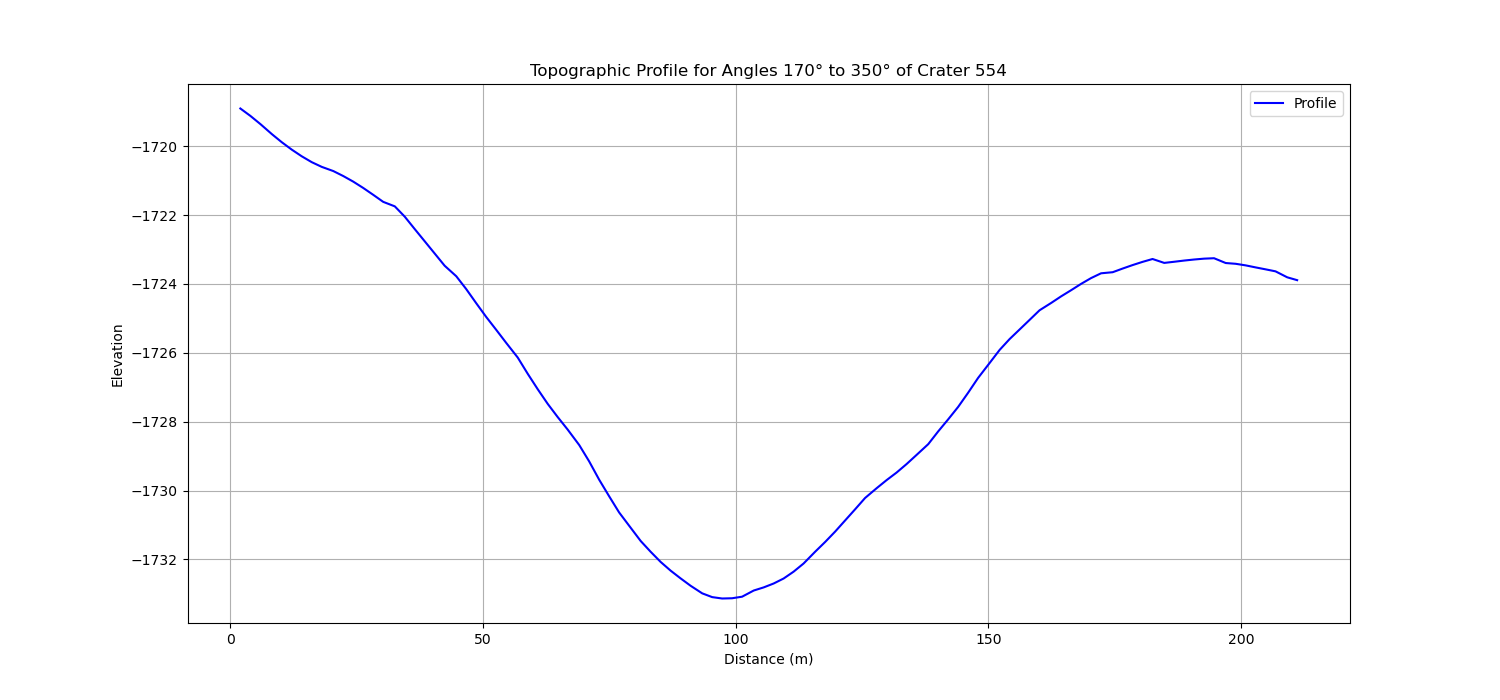 Topographic Profile for Angles 170° to 350° of Crater 554
Profile
−1720
−1722
−1724
−1726
−1728
−1730
−1732
Elevation
0 50 100 150 200
Distance (m)